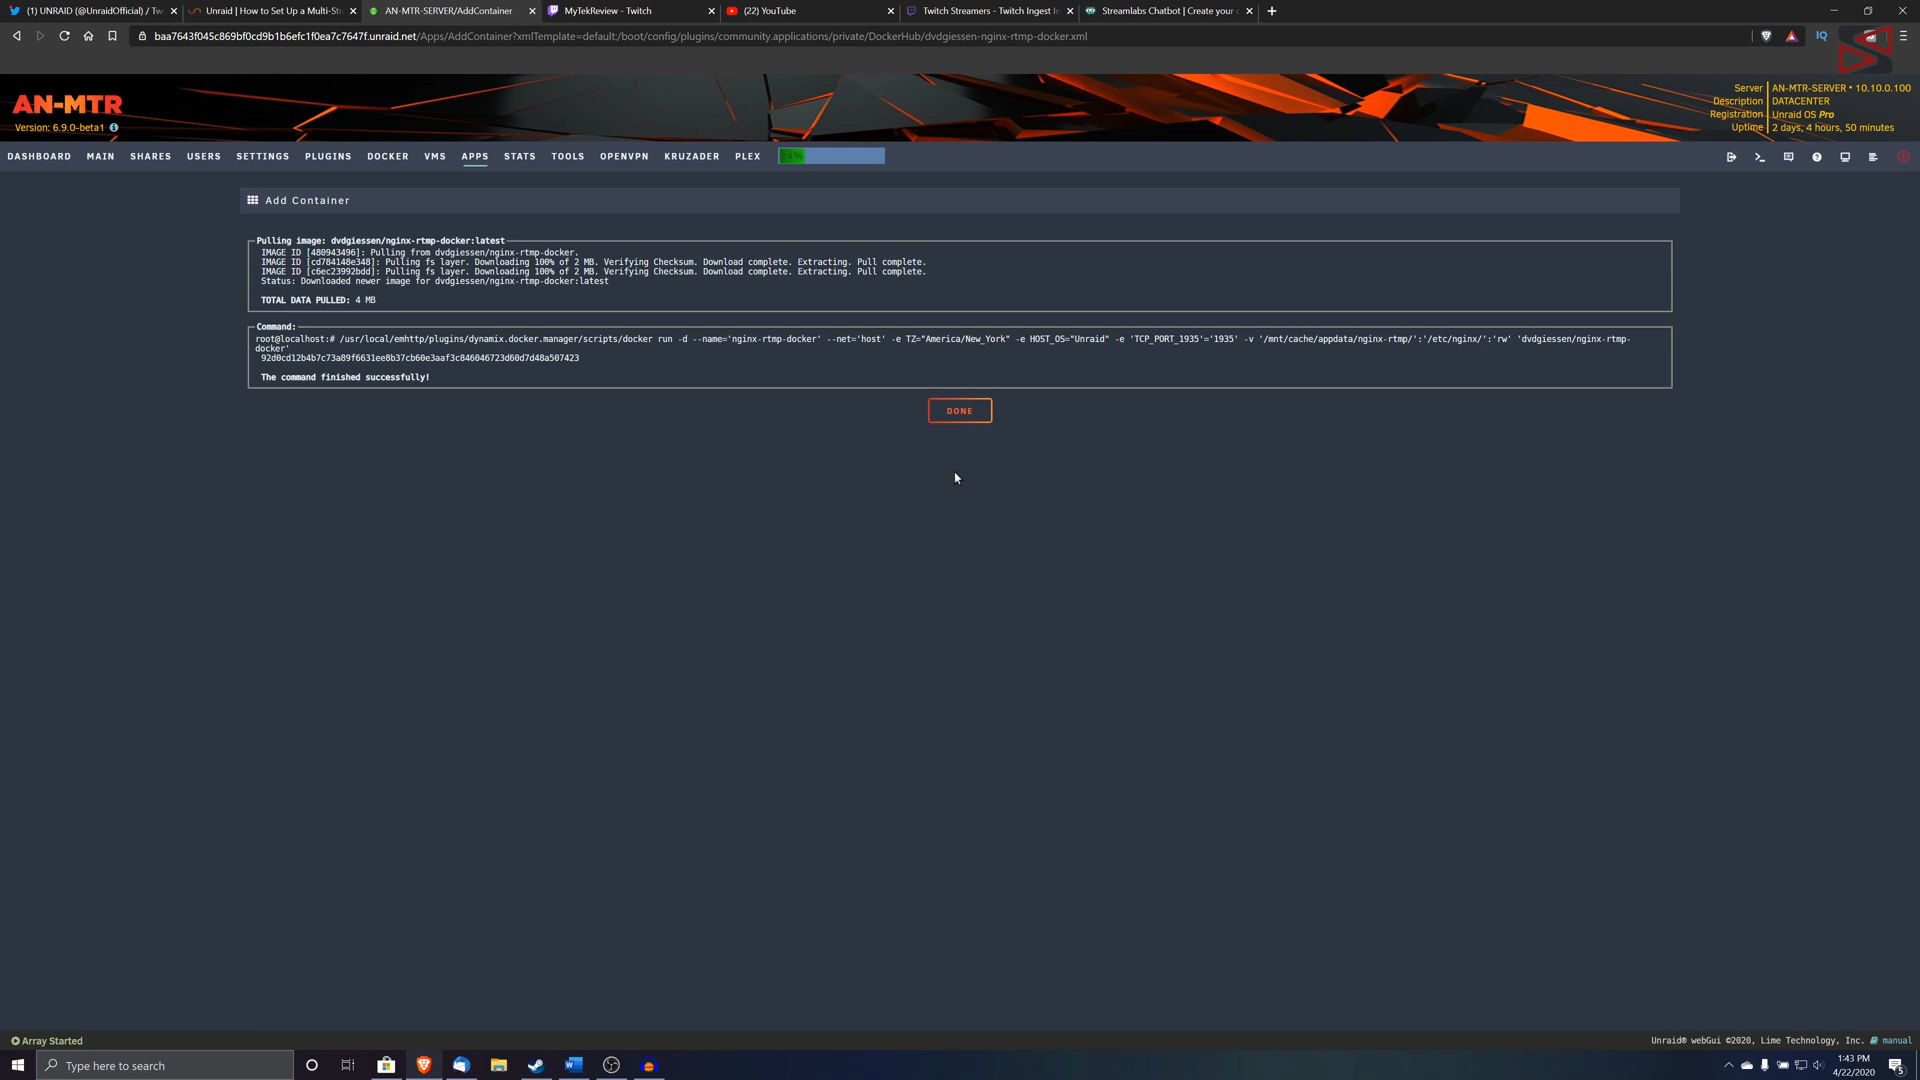 (1) UNRAID (@UnraidOfficial) / Tw
Unraid | How to Set Up a Multi-Str
AN-MTR-SERVER/AddContainer
MyTekReview - Twitch
(22) YouTube
Twitch Streamers - Twitch Ingest
Streamlabs Chatbot | Create your
baa7643f045c869bf0cd9b1b6efc1f0ea7c7647f.unraid.net/Apps/AddContainer?xmlTemplate=default:/boot/config/plugins/community.applications/private/DockerHub/dvdgiessen-nginx-rtmp-docker.xml
IQ
AN-MTR
Version: 6.9.0-beta1
Server AN-MTR-SERVER • 10.10.0.100
Description DATACENTER
Registration Unraid OS Pro
Uptime 2 days, 4 hours, 50 minutes
DASHBOARD MAIN SHARES USERS SETTINGS PLUGINS DOCKER VMS APPS STATS TOOLS OPENVPN KRUZADER PLEX 24%
Add Container
Pulling image: dvdgiessen/nginx-rtmp-docker:latest
IMAGE ID [480943496]: Pulling from dvdgiessen/nginx-rtmp-docker.
IMAGE ID [cd784148e348]: Pulling fs layer. Downloading 100% of 2 MB. Verifying Checksum. Download complete. Extracting. Pull complete.
IMAGE ID [c6ec23992bdd]: Pulling fs layer. Downloading 100% of 2 MB. Verifying Checksum. Download complete. Extracting. Pull complete.
Status: Downloaded newer image for dvdgiessen/nginx-rtmp-docker:latest
TOTAL DATA PULLED: 4 MB
Command:
root@localhost:# /usr/local/emhttp/plugins/dynamix.docker.manager/scripts/docker run -d --name='nginx-rtmp-docker' --net='host' -e TZ="America/New_York" -e HOST_OS="Unraid" -e 'TCP_PORT_1935'='1935' -v '/mnt/cache/appdata/nginx-rtmp/':'/etc/nginx/':'rw' 'dvdgiessen/nginx-rtmp-
docker'
92d0cd12b4b7c73a89f6631ee8b37cb60e3aaf3c846046723d60d7d48a507423
The command finished successfully!
DONE
Array Started
Unraid® webGui ©2020, Lime Technology, Inc. manual
Type here to search
1:43 PM
4/22/2020
5